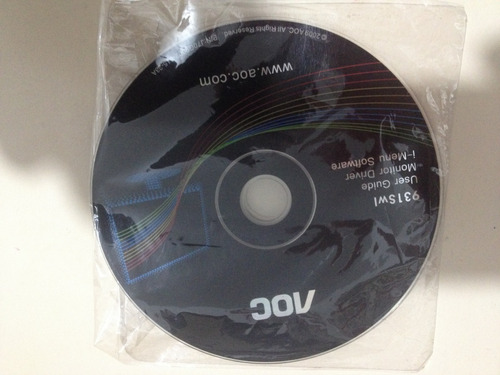 AOC
931Swl
User Guide
Monitor Driver
i-Menu Software
www.aoc.com
© 2009 AOC. All Rights Reserved